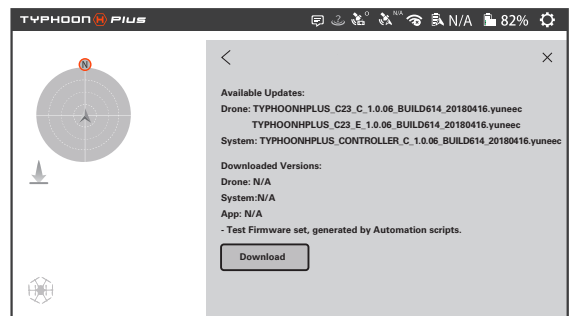 TYPHOON H PLUS
0 N/A N/A 82%
N
Available Updates:
Drone: TYPHOONHPLUS_C23_C_1.0.06_BUILD614_20180416.yuneec
TYPHOONHPLUS_C23_E_1.0.06_BUILD614_20180416.yuneec
System: TYPHOONHPLUS_CONTROLLER_C_1.0.06_BUILD614_20180416.yuneec
Downloaded Versions:
Drone: N/A
System:N/A
App: N/A
- Test Firmware set, generated by Automation scripts.
Download